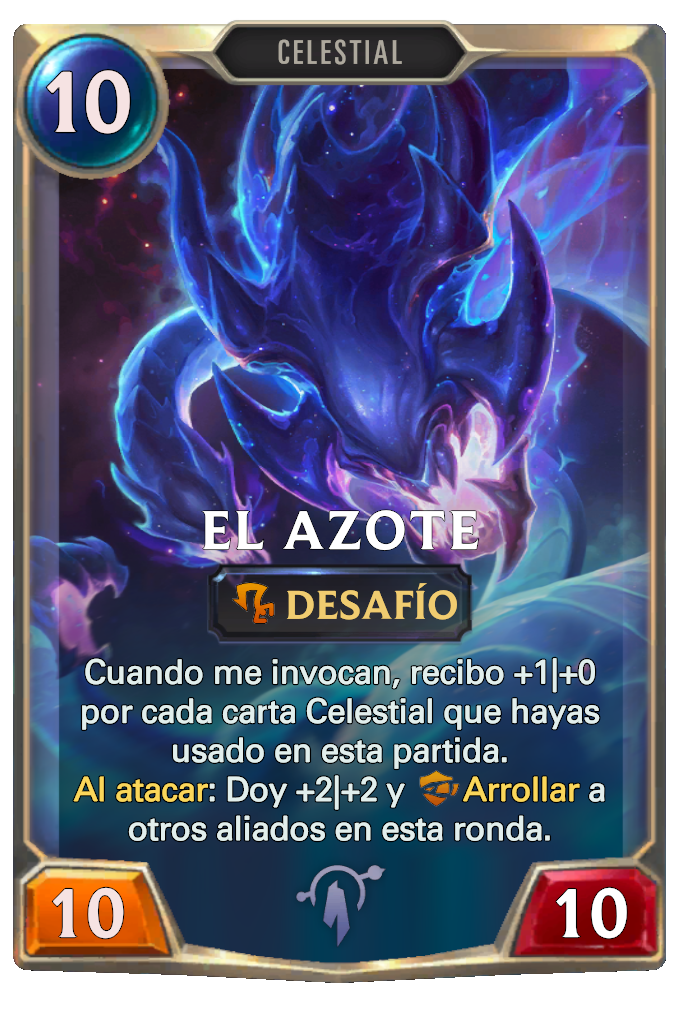 CELESTIAL
10
EL AZOTE
DESAFÍO
Cuando me invocan, recibo +1|+0
por cada carta Celestial que hayas
usado en esta partida.
Al atacar: Doy +2|+2 y Arrollar a
otros aliados en esta ronda.
10
10